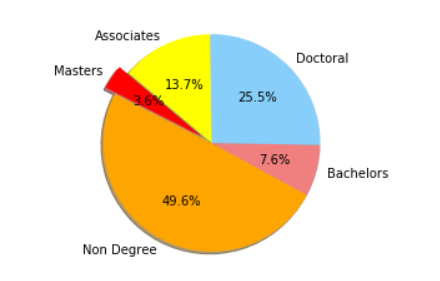 Associates
Doctoral
Masters
13.7%
25.5%
3.6%
7.6%
Bachelors
49.6%
Non Degree